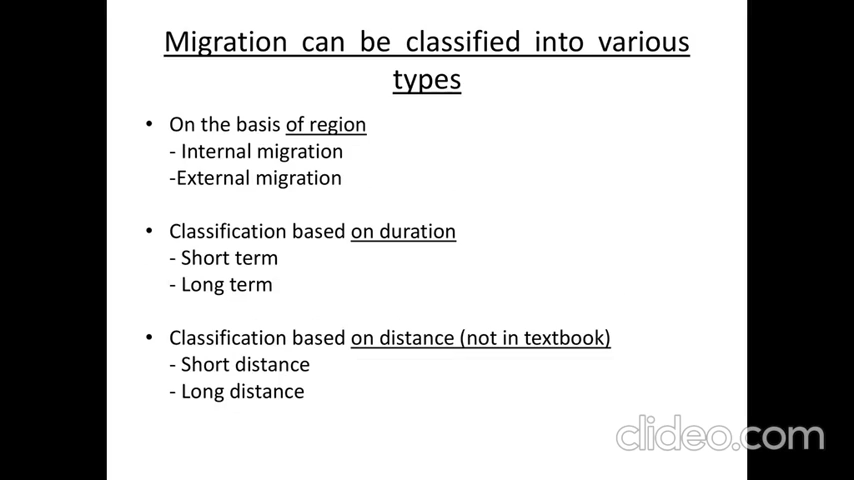 Migration can be classified into various
types
• On the basis of region
- Internal migration
-External migration
• Classification based on duration
- Short term
- Long term
• Classification based on distance (not in textbook)
- Short distance
- Long distance
clideo.com